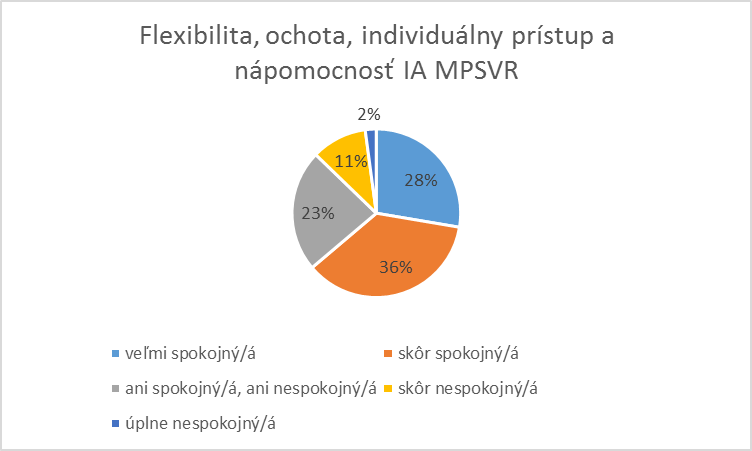 Flexibilita, ochota, individuálny prístup a
nápomocnosť IA MPSVR
2%
11%
28%
23%
36%
veľmi spokojný/á
skôr spokojný/á
ani spokojný/á, ani nespokojný/á
skôr nespokojný/á
úplne nespokojný/á